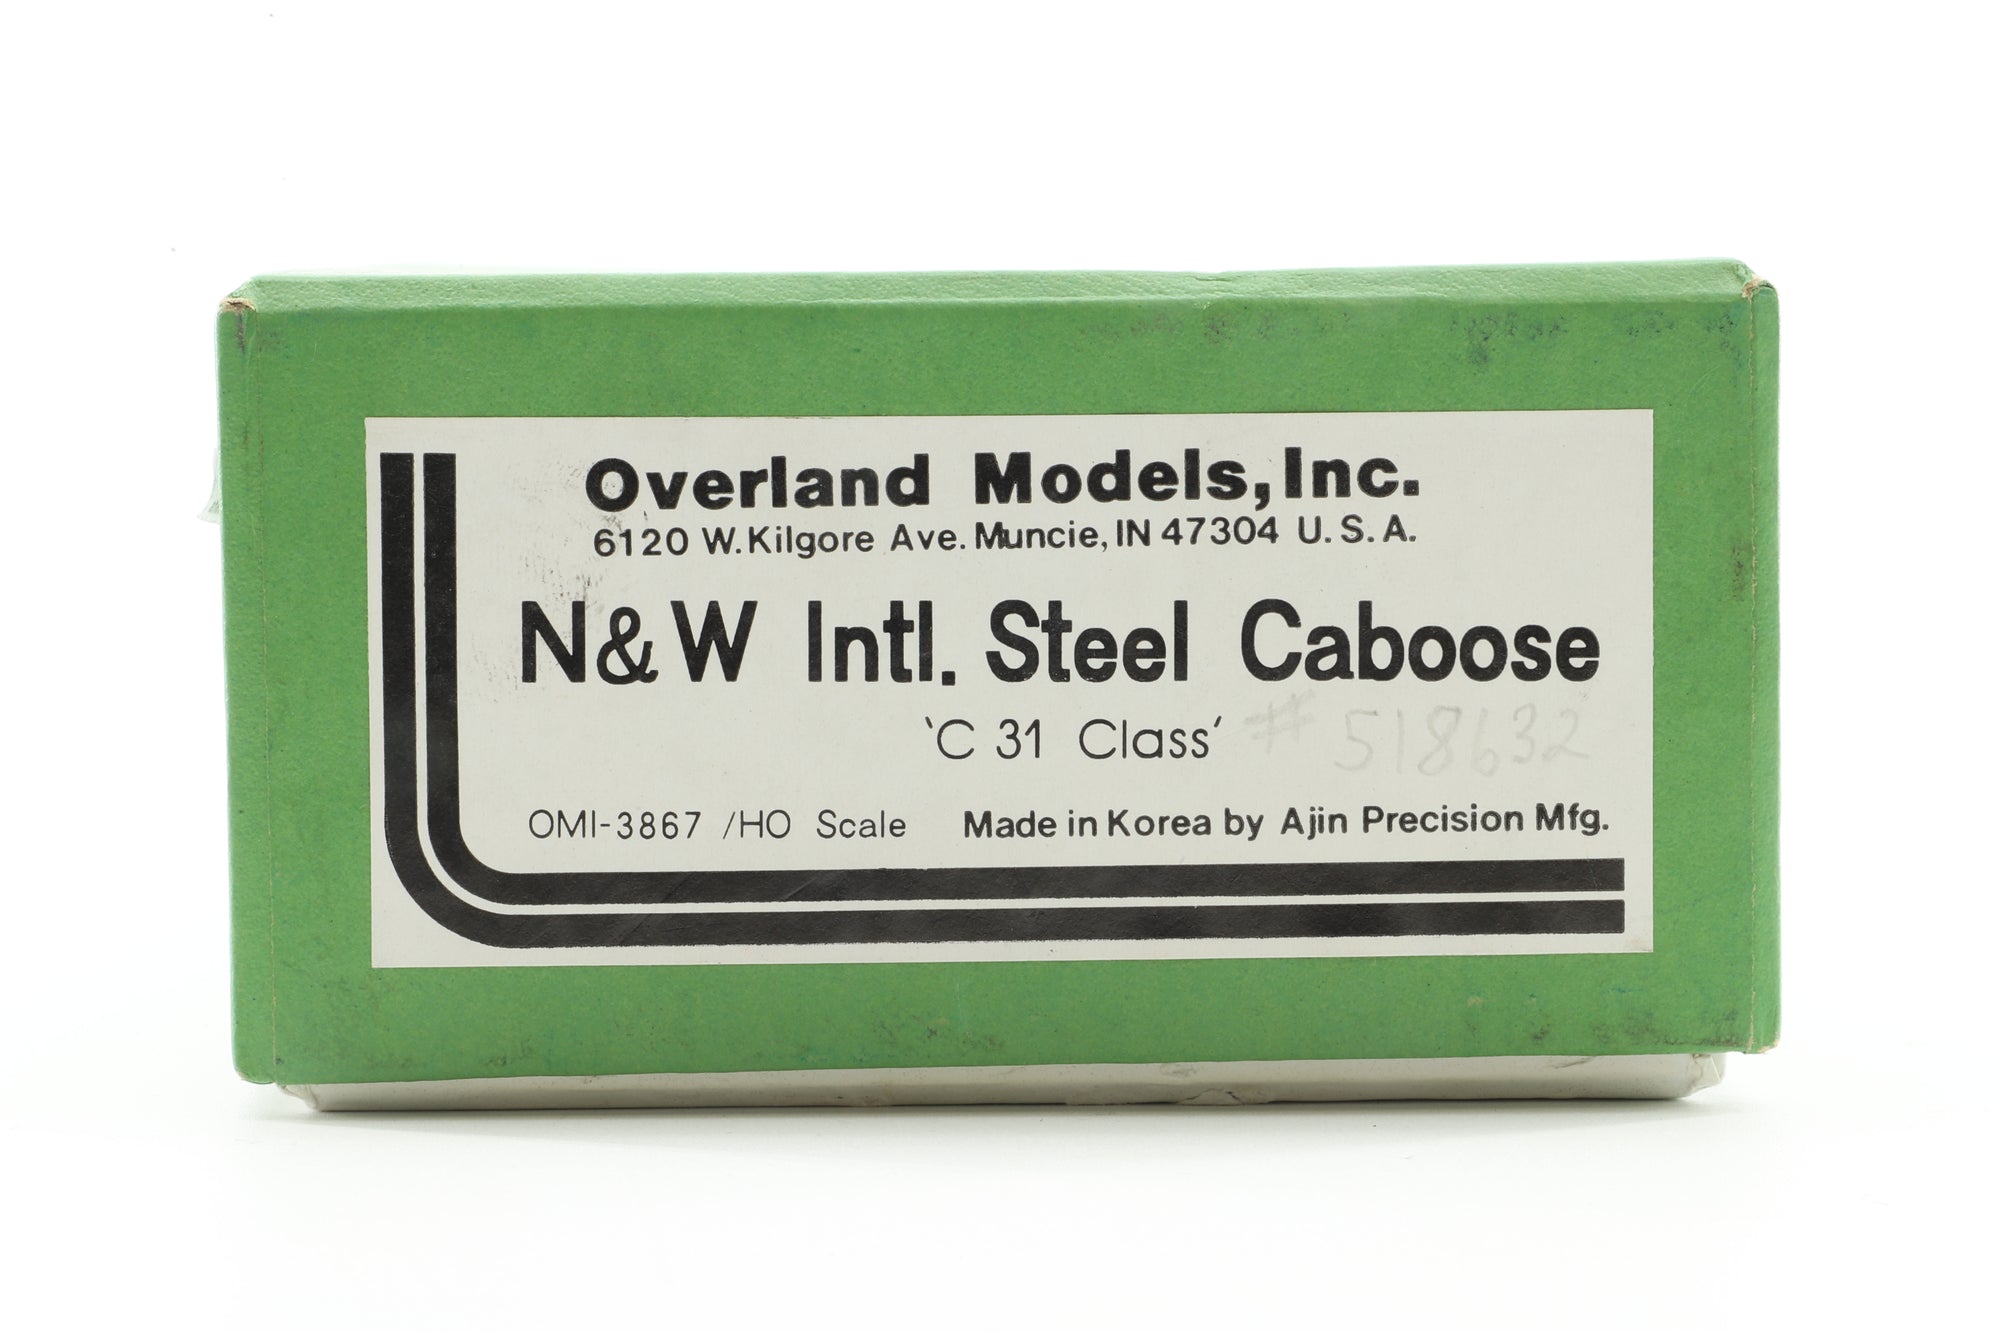 Overland Models, Inc.
6120 W. Kilgore Ave. Muncie, IN 47304 U. S. A.
N & W Intl. Steel Caboose
'C 31 Class' # 518632
OMI-3867 /HO Scale Made in Korea by Ajin Precision Mfg.